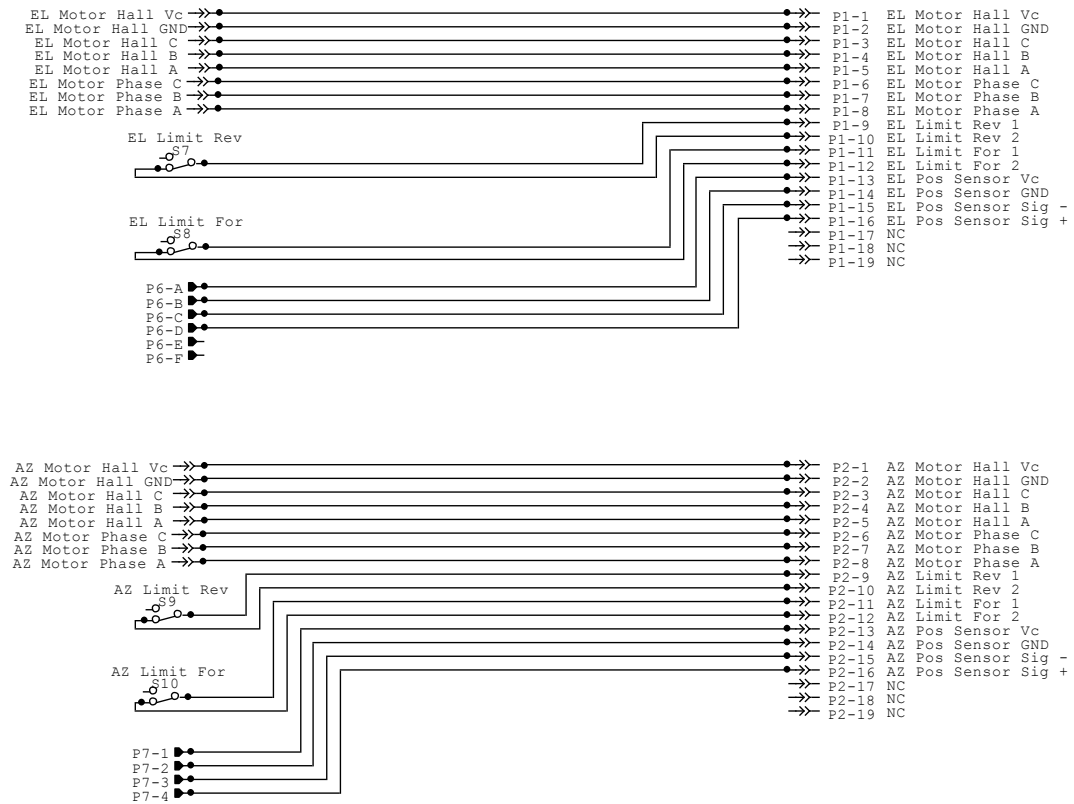 EL Motor Hall Vc P1-1 EL Motor Hall Vc
EL Motor Hall GND P1-2 EL Motor Hall GND
EL Motor Hall C P1-3 EL Motor Hall C
EL Motor Hall B P1-4 EL Motor Hall B
EL Motor Hall A P1-5 EL Motor Hall A
EL Motor Phase C P1-6 EL Motor Phase C
EL Motor Phase B P1-7 EL Motor Phase B
EL Motor Phase A P1-8 EL Motor Phase A
P1-9 EL Limit Rev 1
EL Limit Rev P1-10 EL Limit Rev 2
S7 P1-11 EL Limit For 1
P1-12 EL Limit For 2
P1-13 EL Pos Sensor Vc
P1-14 EL Pos Sensor GND
P1-15 EL Pos Sensor Sig -
EL Limit For P1-16 EL Pos Sensor Sig +
S8 P1-17 NC
P1-18 NC
P1-19 NC
P6-A
P6-B
P6-C
P6-D
P6-E
P6-F
AZ Motor Hall Vc P2-1 AZ Motor Hall Vc
AZ Motor Hall GND P2-2 AZ Motor Hall GND
AZ Motor Hall C P2-3 AZ Motor Hall C
AZ Motor Hall B P2-4 AZ Motor Hall B
AZ Motor Hall A P2-5 AZ Motor Hall A
AZ Motor Phase C P2-6 AZ Motor Phase C
AZ Motor Phase B P2-7 AZ Motor Phase B
AZ Motor Phase A P2-8 AZ Motor Phase A
P2-9 AZ Limit Rev 1
AZ Limit Rev P2-10 AZ Limit Rev 2
S9 P2-11 AZ Limit For 1
P2-12 AZ Limit For 2
P2-13 AZ Pos Sensor Vc
P2-14 AZ Pos Sensor GND
P2-15 AZ Pos Sensor Sig -
AZ Limit For P2-16 AZ Pos Sensor Sig +
S10 P2-17 NC
P2-18 NC
P2-19 NC
P7-1
P7-2
P7-3
P7-4